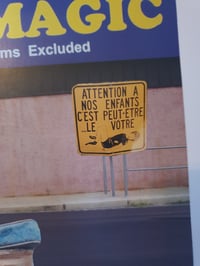 MAGIC
ms Excluded
ATTENTION A
NOS ENFANTS
C'EST PEUT-ETRE
LE VOTRE